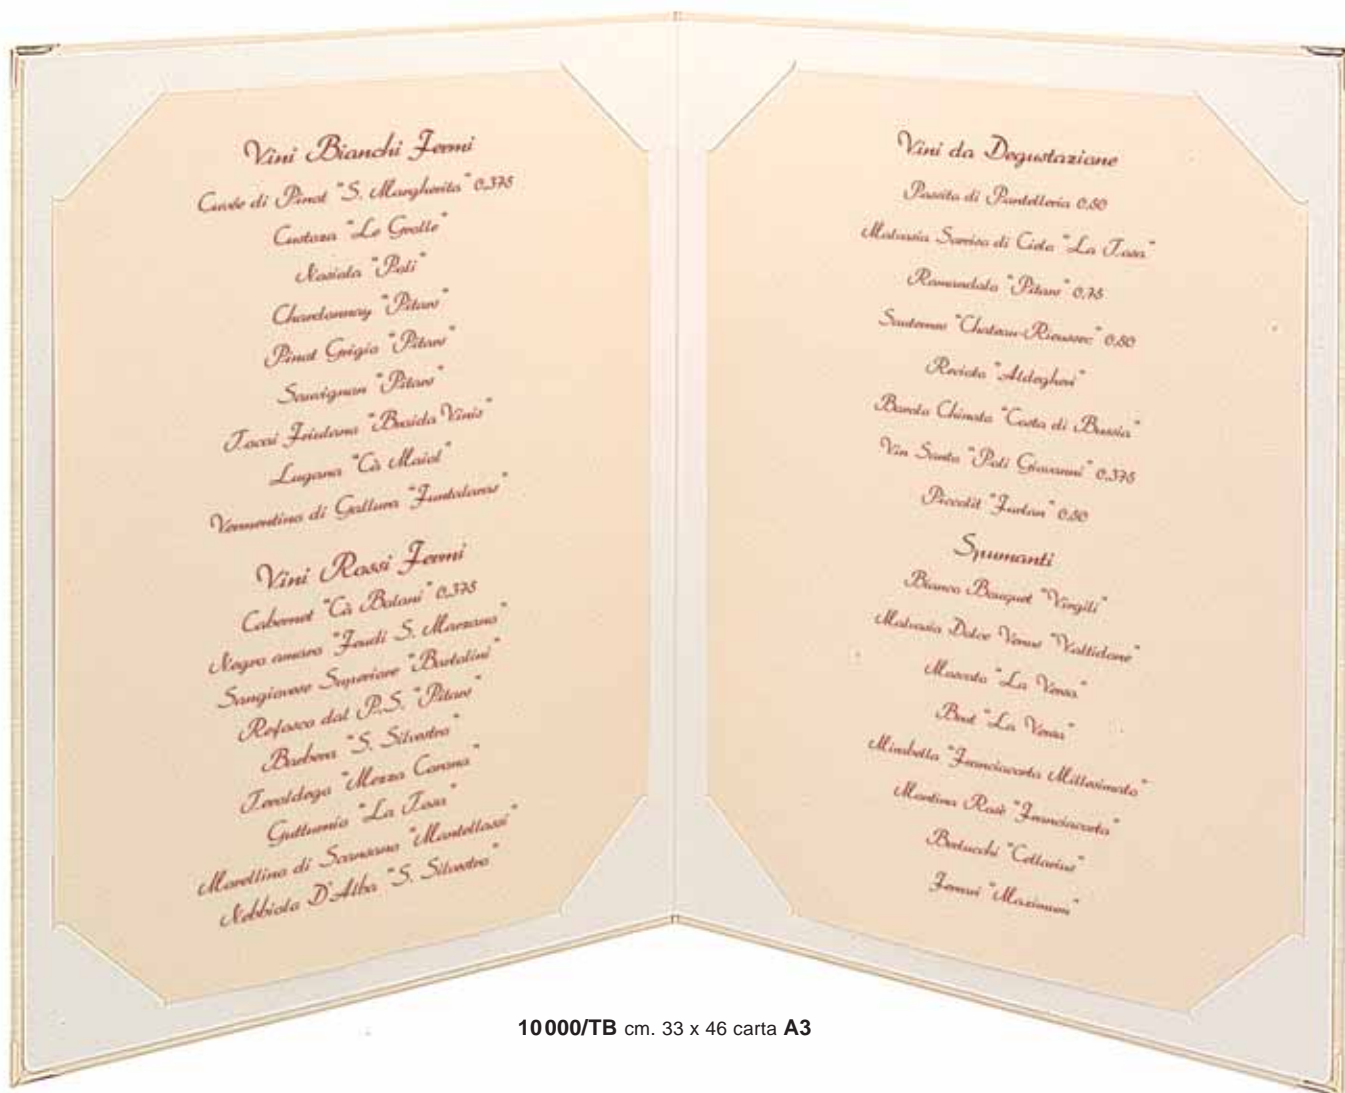 Vini Bianchi Fermi
Cuvée di Pinot "S. Margherita" 0,375
Custoza "Le Grolle"
Nosiola "Poli"
Chardonnay "Pitars"
Pinot Grigio "Pitars"
Sauvignon "Pitars"
Tocai Friulano "Braida Vinis"
Lugana "Cà Maiol"
Vermentino di Gallura "Funtaliras"
Vini Rossi Fermi
Cabernet "Cà Bolani" 0,375
Negro amaro "Feudi S. Marzano"
Sangiovese Superiore "Bartolini"
Refosco dal P.S. "Pitars"
Barbera "S. Silvestro"
Teroldego "Mezza Corona"
Gutturnio "La Tosa"
Morellino di Scansano "Mantellassi"
Nebbiolo D'Alba "S. Silvestro"
Vini da Degustazione
Passito di Pantelleria 0,50
Malvasia Sorriso di Cielo "La Tosa"
Ramandolo "Pitars" 0,75
Sauternes "Chateau-Rieussec" 0,50
Recioto "Aldegheri"
Barolo Chinato "Costa di Bussia"
Vin Santo "Poli Giovanni" 0,375
Piccolit "Furlan" 0,50
Spumanti
Bianco Bouquet "Virgili"
Malvasia Dolce Venus "Valtidone"
Moscato "La Versa"
Brut "La Versa"
Mirabella "Franciacorta Millesimato"
Montina Rosè "Franciacorta"
Berlucchi "Cellarius"
Ferrari "Maximum"
10000/TB cm. 33 x 46 carta A3